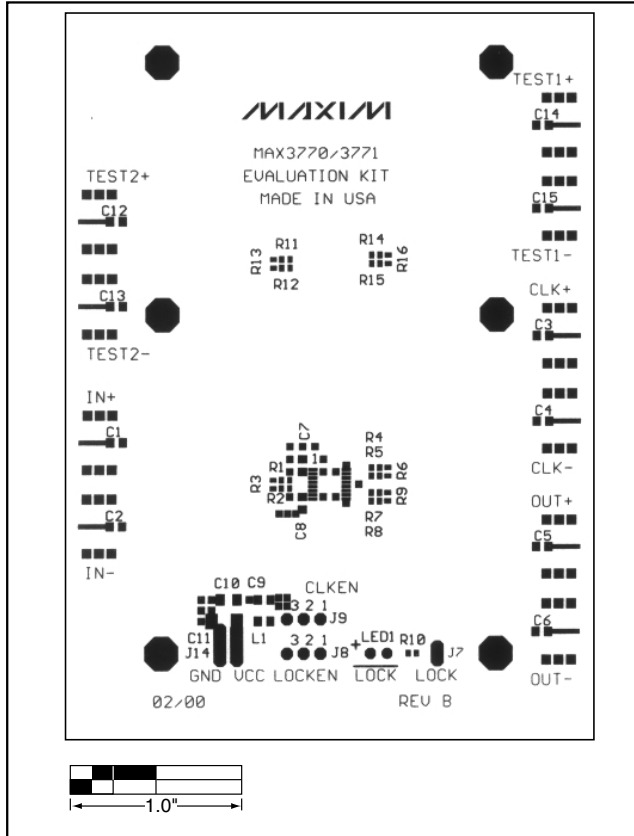 MAXIM
MAX3770/3771
EVALUATION KIT
MADE IN USA
TEST1+
C14
C15
TEST1-
TEST2+
C12
C13
TEST2-
R13
R11
R12
R14
R15
R16
CLK+
C3
C4
CLK-
IN+
C1
C2
IN-
C7
1
R1
R2
R3
R4
R5
R6
R9
R7
R8
C8
OUT+
C5
C6
OUT-
C10
C9
C11
L1
J14
GND
VCC
CLKEN
3 2 1
J9
3 2 1
J8
LOCKEN
+
LED1
LOCK
R10
J7
LOCK
02/00
REV B
1.0"